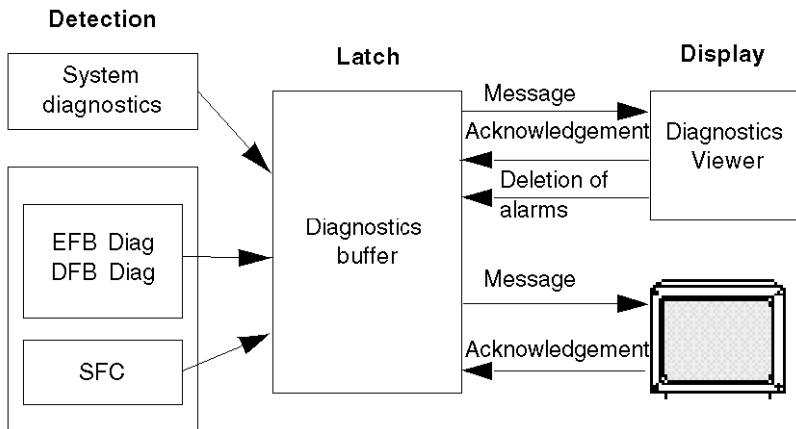 Detection
System
diagnostics
EFB Diag
DFB Diag
SFC
Latch
Diagnostics
buffer
Message
Acknowledgement
Deletion of
alarms
Message
Acknowledgement
Display
Diagnostics
Viewer